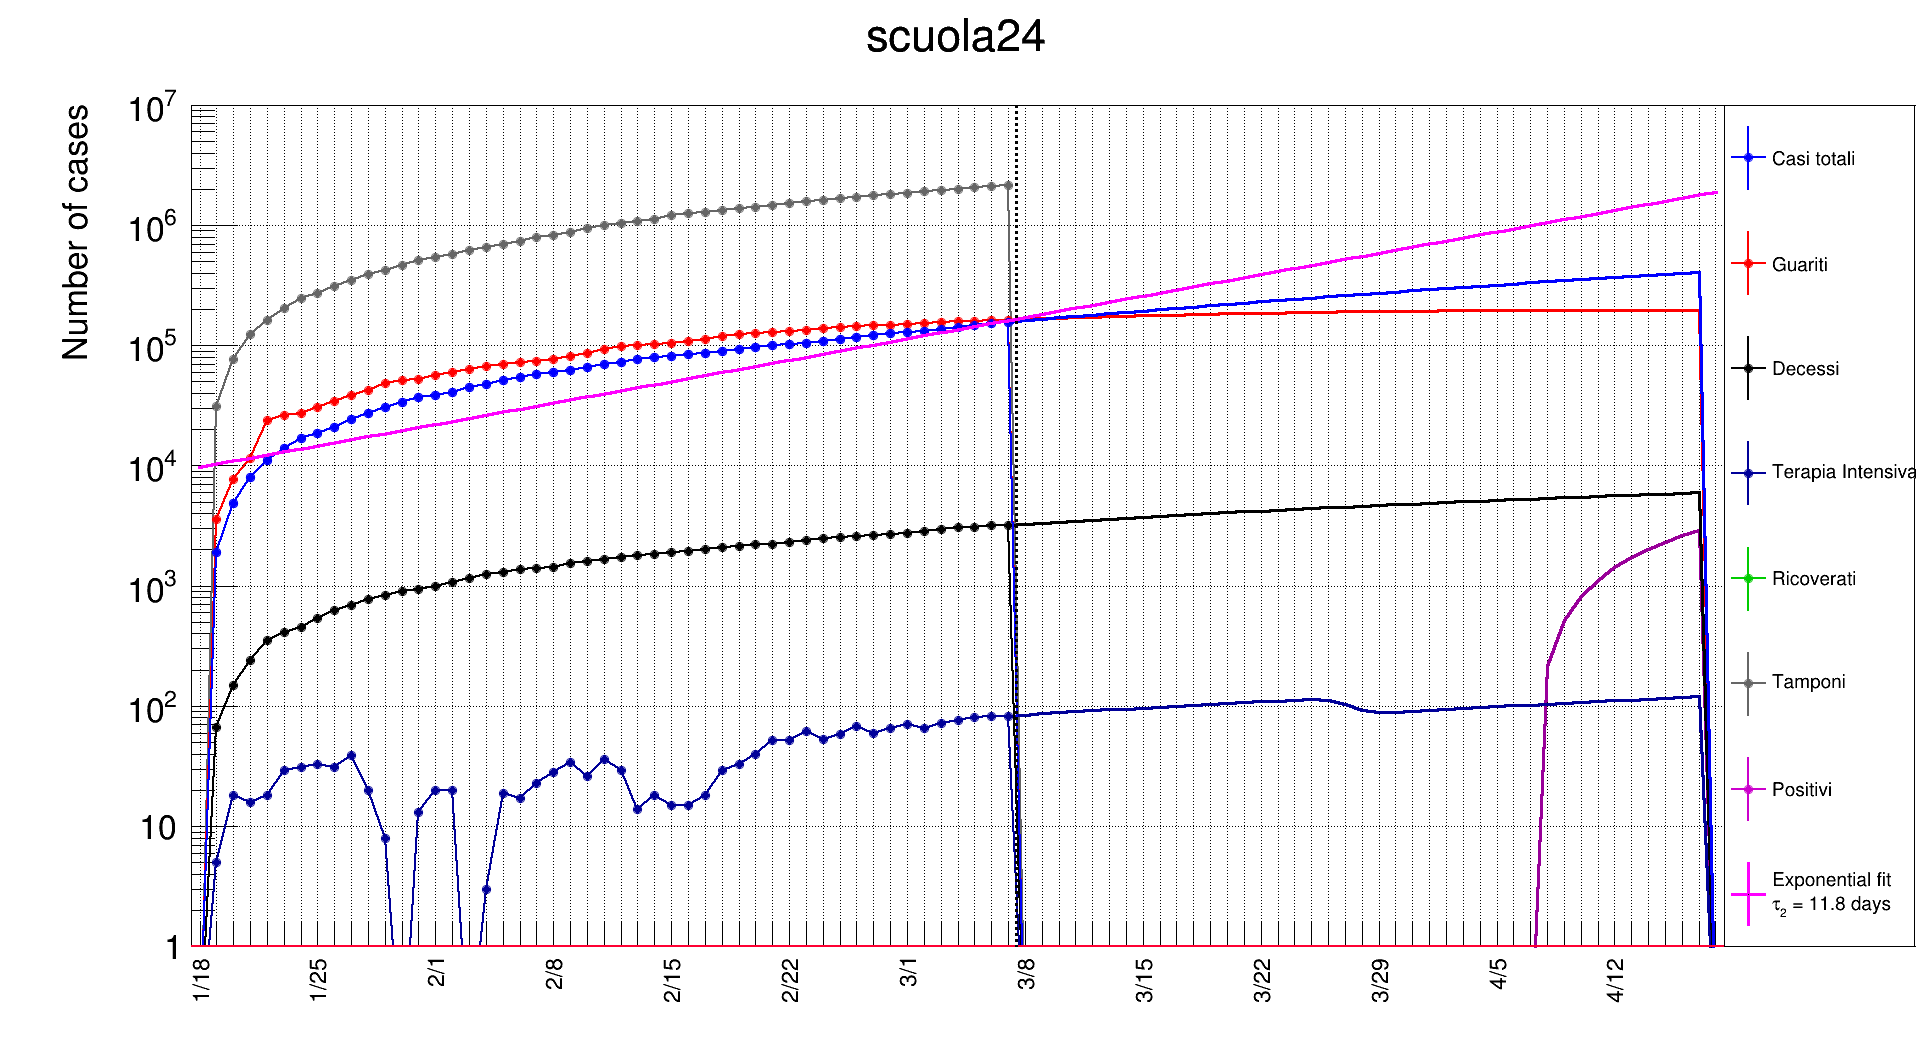 scuola24
Number of cases
10^7
10^6
10^5
10^4
10^3
10^2
10
1
1/18
1/25
2/1
2/8
2/15
2/22
3/1
3/8
3/15
3/22
3/29
4/5
4/12
Casi totali
Guariti
Decessi
Terapia Intensiva
Ricoverati
Tamponi
Positivi
Exponential fit
τ_2 = 11.8 days